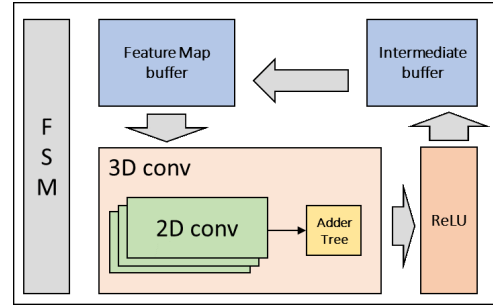 Feature Map
buffer
Intermediate
buffer
F
S
M
3D conv
2D conv
Adder
Tree
ReLU